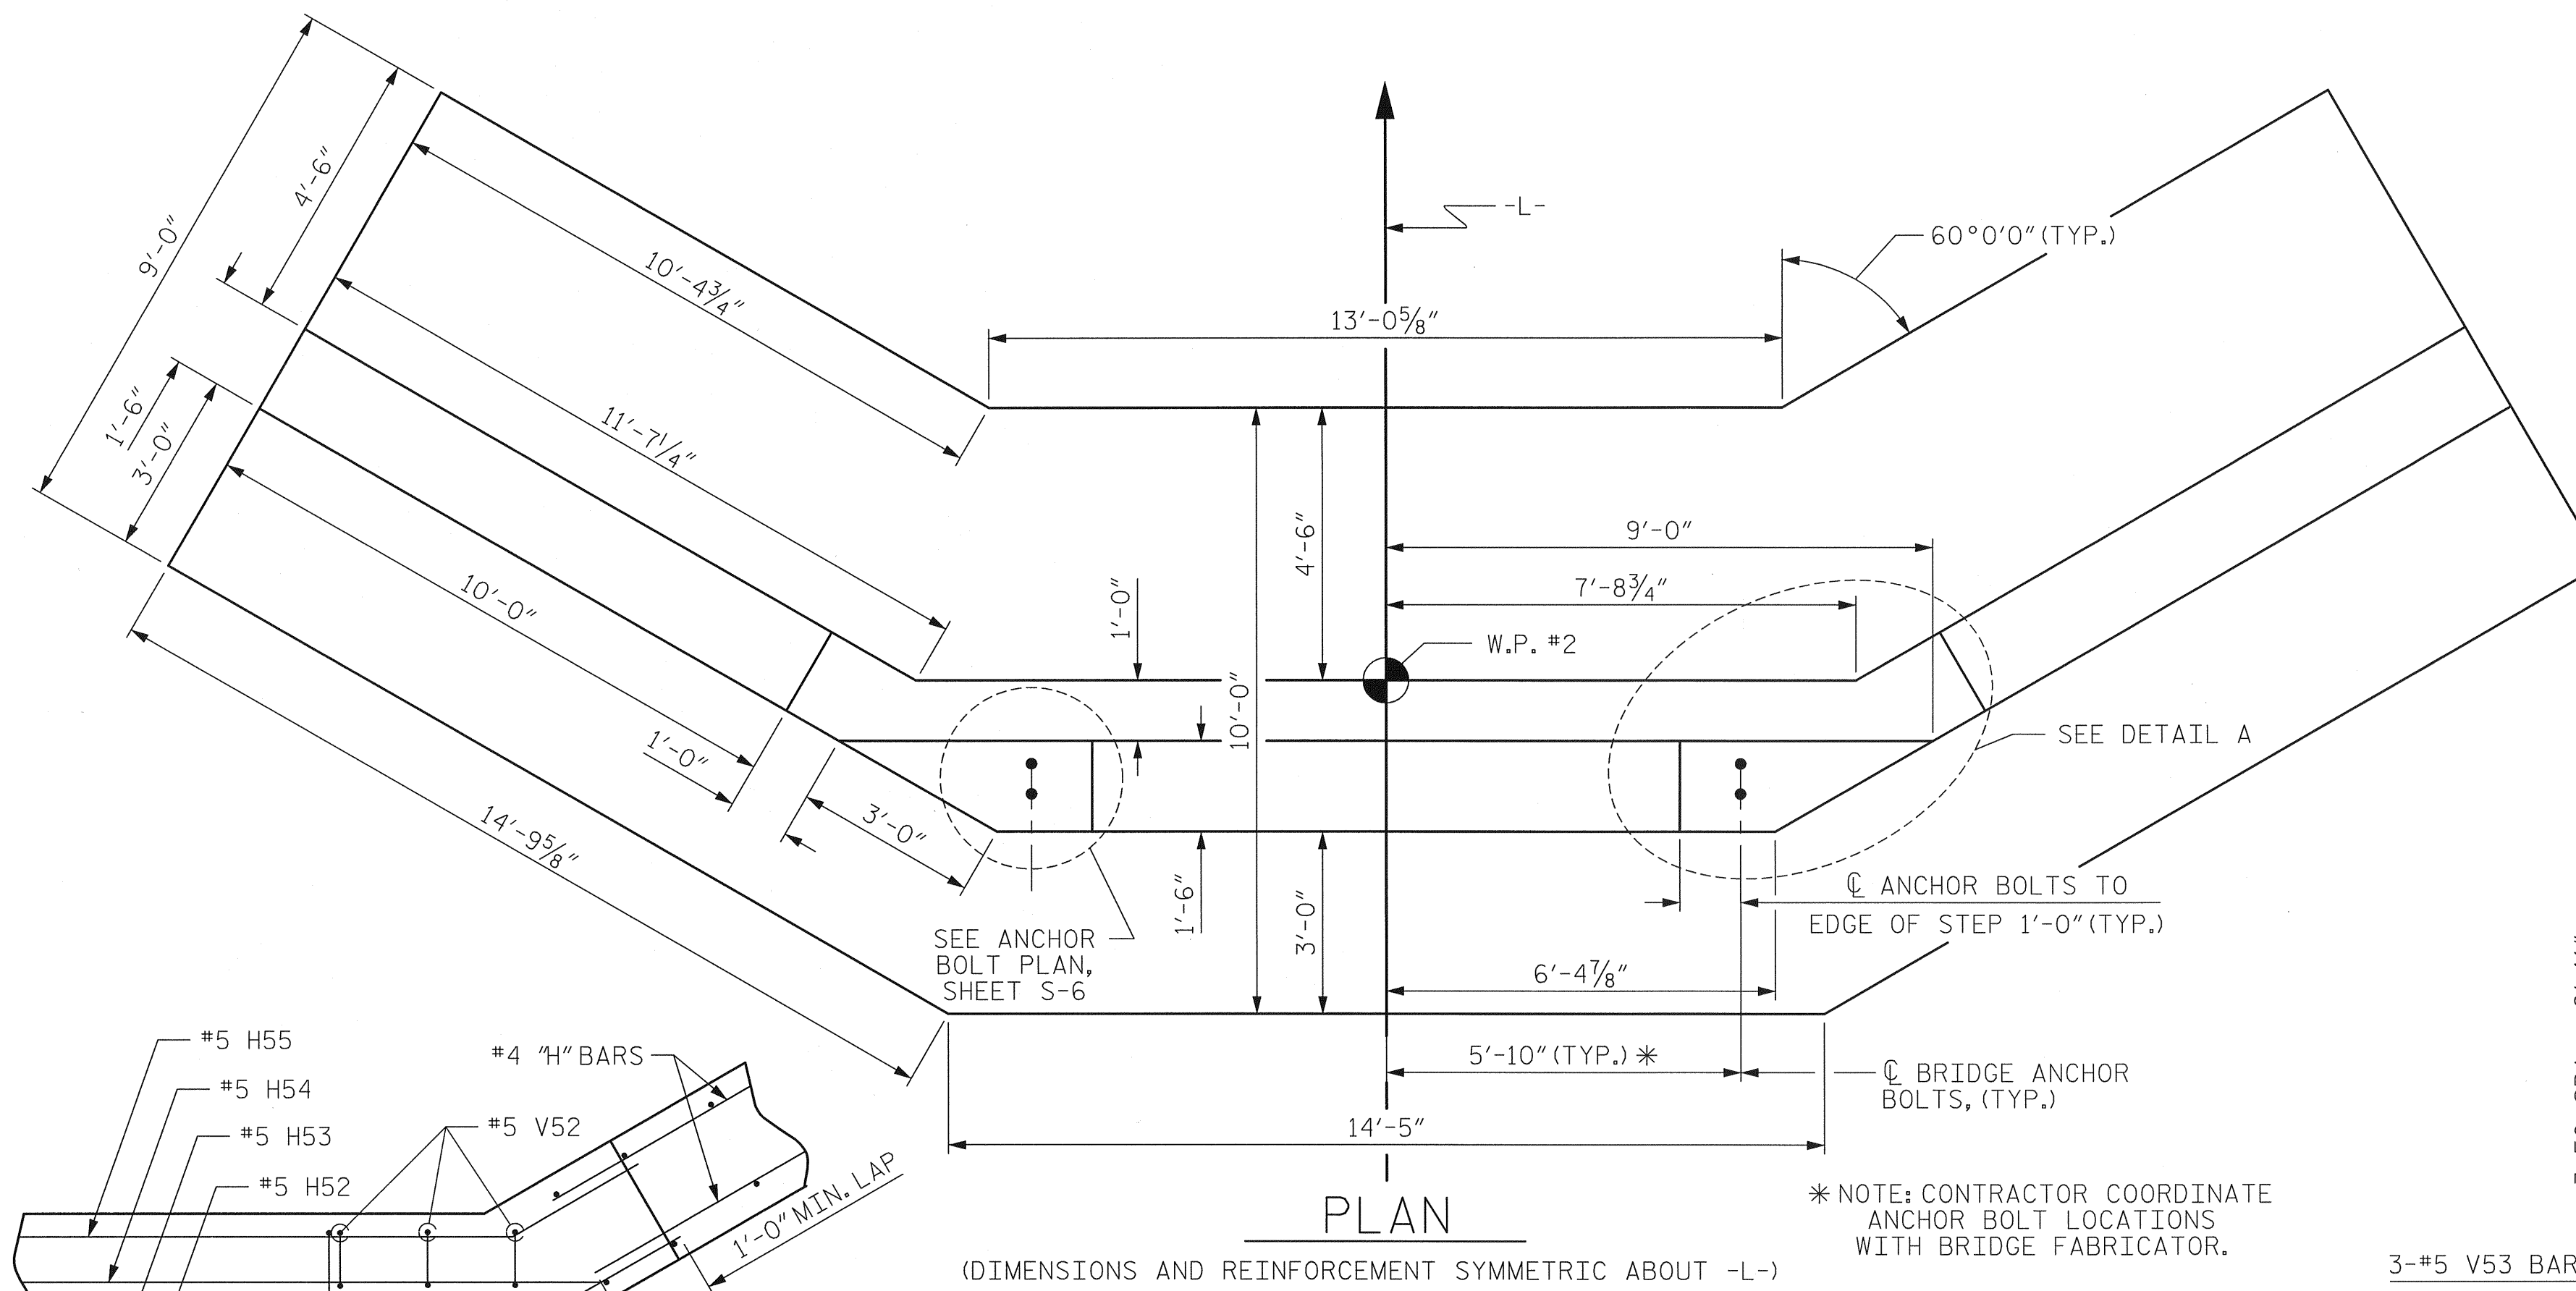 9'-0"
4'-6"
1'-6"
3'-0"
10'-4¾"
11'-7¼"
10'-0"
1'-0"
3'-0"
14'-9⅝"
-L-
60°0'0" (TYP.)
13'-0⅝"
4'-6"
10'-0"
1'-0"
1'-6"
3'-0"
9'-0"
7'-8¾"
W.P. #2
SEE DETAIL A
SEE ANCHOR
BOLT PLAN,
SHEET S-6
℄ ANCHOR BOLTS TO
EDGE OF STEP 1'-0" (TYP.)
6'-4⅞"
5'-10" (TYP.) *
℄ BRIDGE ANCHOR
BOLTS, (TYP.)
14'-5"
PLAN
(DIMENSIONS AND REINFORCEMENT SYMMETRIC ABOUT -L-)
* NOTE: CONTRACTOR COORDINATE
ANCHOR BOLT LOCATIONS
WITH BRIDGE FABRICATOR.
#5 H55
#5 H54
#5 H53
#5 H52
#4 "H" BARS
#5 V52
1'-0" MIN. LAP
3-#5 V53 BAR